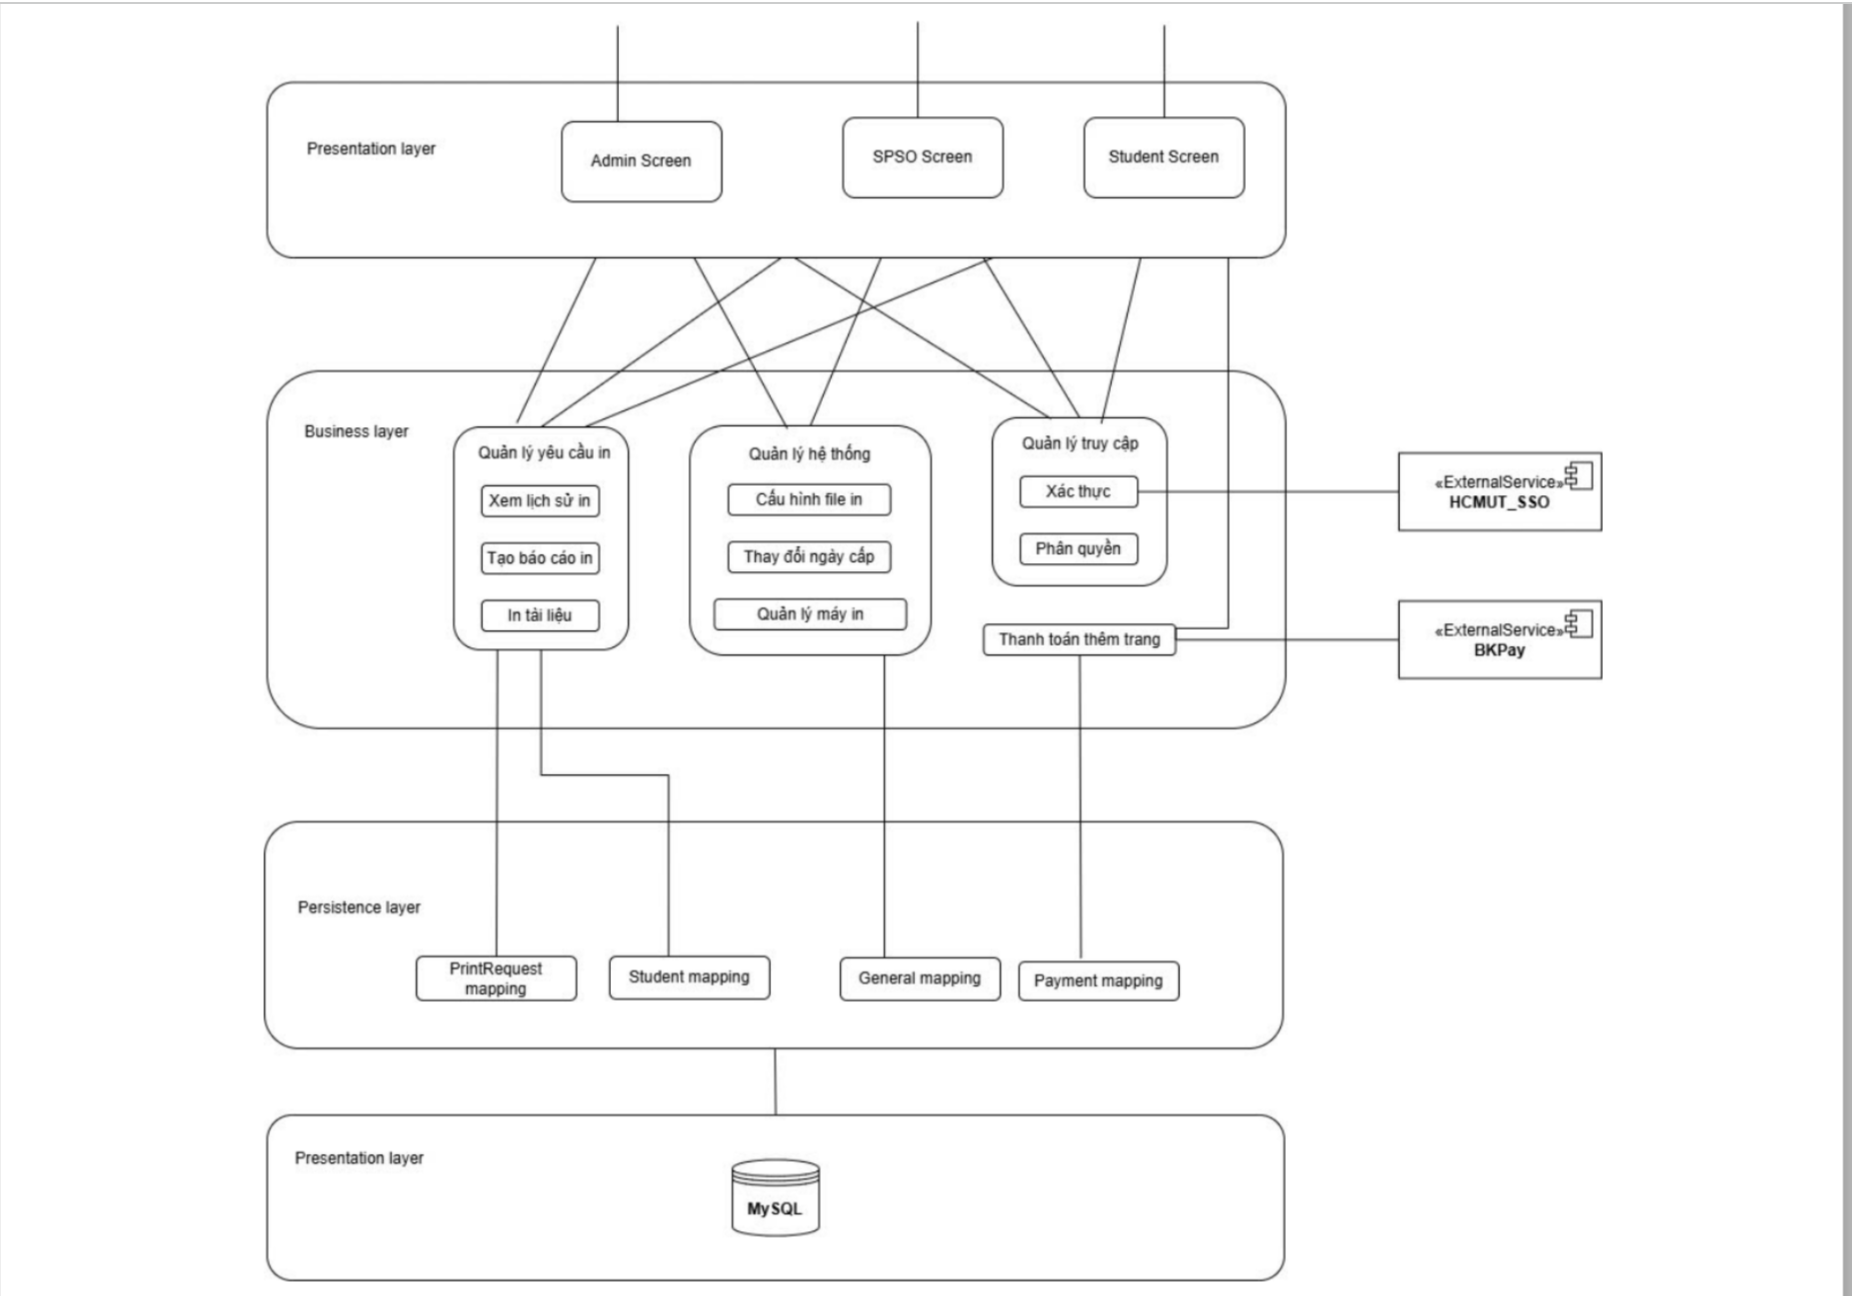 Presentation layer
Admin Screen
SPSO Screen
Student Screen
Business layer
Quản lý yêu cầu in
Xem lịch sử in
Tạo báo cáo in
In tài liệu
Quản lý hệ thống
Cấu hình file in
Thay đổi ngày cấp
Quản lý máy in
Quản lý truy cập
Xác thực
Phân quyền
Thanh toán thêm trang
«ExternalService»
HCMUT_SSO
«ExternalService»
BKPay
Persistence layer
PrintRequest
mapping
Student mapping
General mapping
Payment mapping
Presentation layer
MySQL